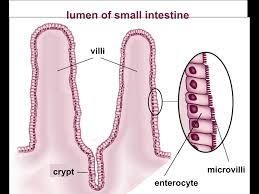 lumen of small intestine
villi
crypt
microvilli
enterocyte